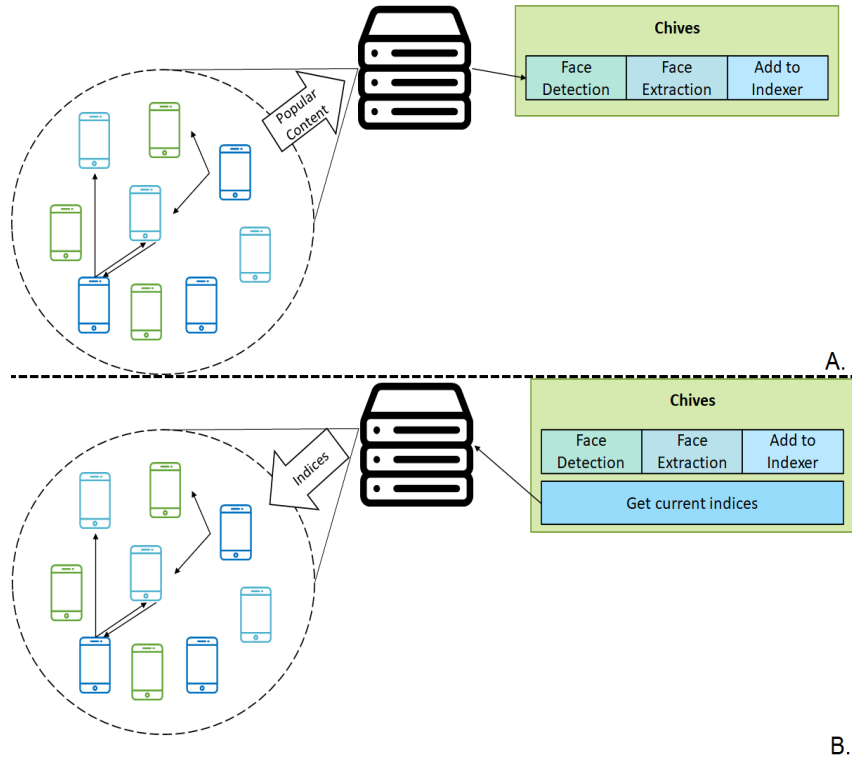 Chives
Face
Detection
Face
Extraction
Add to
Indexer
Popular
Content
A.
Chives
Face
Detection
Face
Extraction
Add to
Indexer
Get current indices
Indices
B.